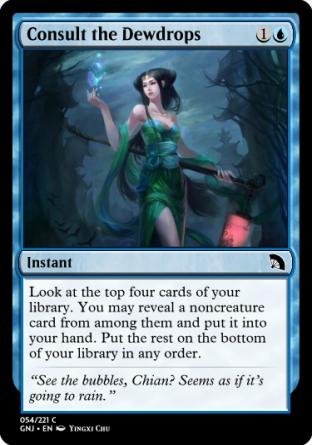 Consult the Dewdrops 1
Instant
Look at the top four cards of your
library. You may reveal a noncreature
card from among them and put it into
your hand. Put the rest on the bottom
of your library in any order.
“See the bubbles, Chian? Seems as if it’s
going to rain.”
054/221 C
GNJ • EN Yingxi Chu